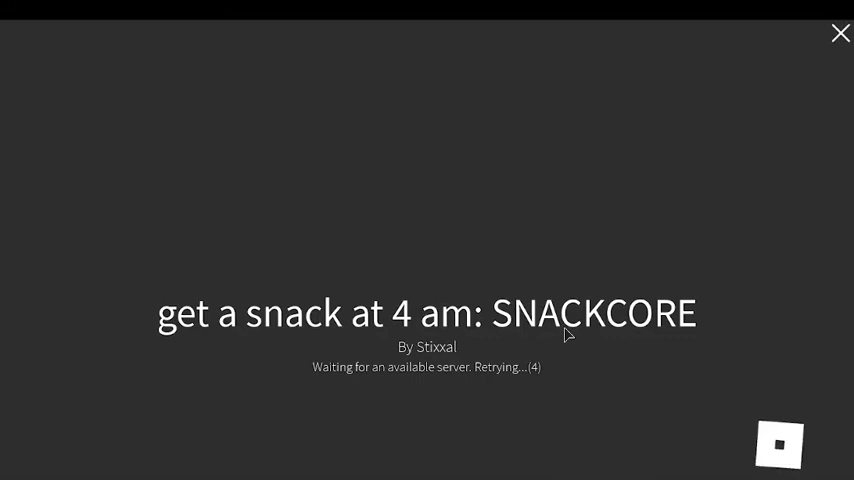 get a snack at 4 am: SNACKCORE
By Stixxal
Waiting for an available server. Retrying...(4)